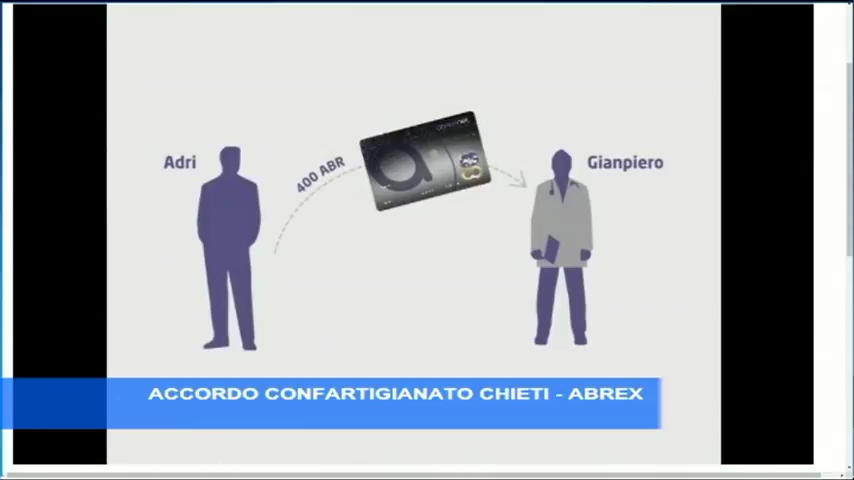 Adri
400 ABR
Gianpiero
ACCORDO CONFARTIGIANATO CHIETI - ABREX